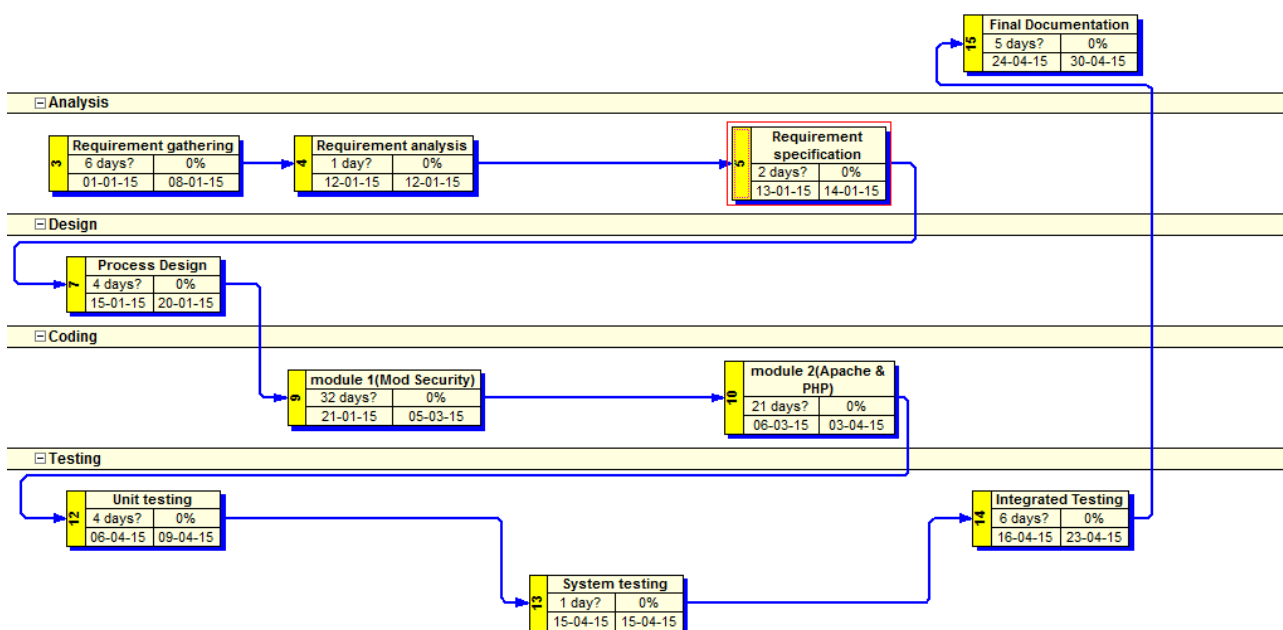 Final Documentation
15
5 days? 0%
24-04-15 30-04-15
Analysis
Requirement gathering
3
6 days? 0%
01-01-15 08-01-15
Requirement analysis
4
1 day? 0%
12-01-15 12-01-15
Requirement
specification
5
2 days? 0%
13-01-15 14-01-15
Design
Process Design
7
4 days? 0%
15-01-15 20-01-15
Coding
module 1(Mod Security)
9
32 days? 0%
21-01-15 05-03-15
module 2(Apache &
PHP)
10
21 days? 0%
06-03-15 03-04-15
Testing
Unit testing
12
4 days? 0%
06-04-15 09-04-15
System testing
13
1 day? 0%
15-04-15 15-04-15
Integrated Testing
14
6 days? 0%
16-04-15 23-04-15